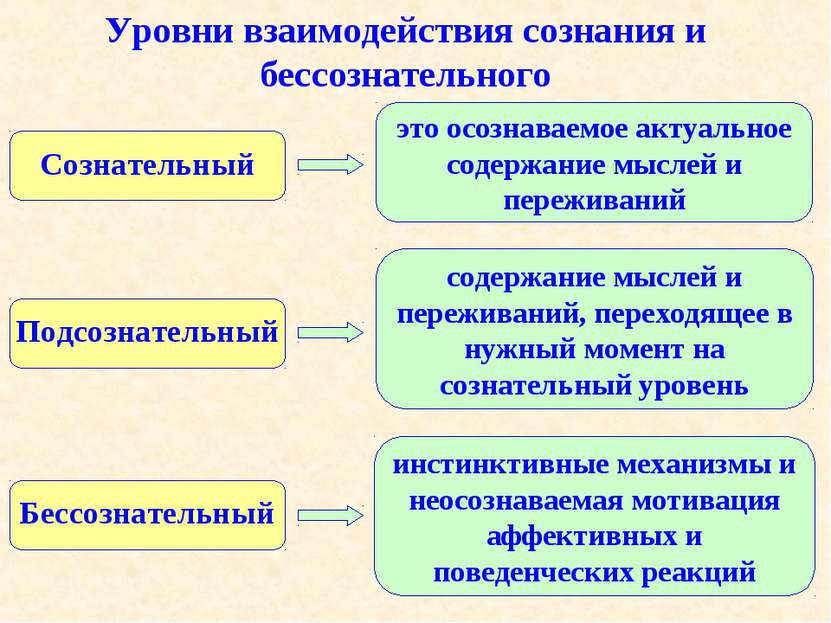 Уровни взаимодействия сознания и
бессознательного
Сознательный
это осознаваемое актуальное
содержание мыслей и
переживаний
Подсознательный
содержание мыслей и
переживаний, переходящее в
нужный момент на
сознательный уровень
Бессознательный
инстинктивные механизмы и
неосознаваемая мотивация
аффективных и
поведенческих реакций